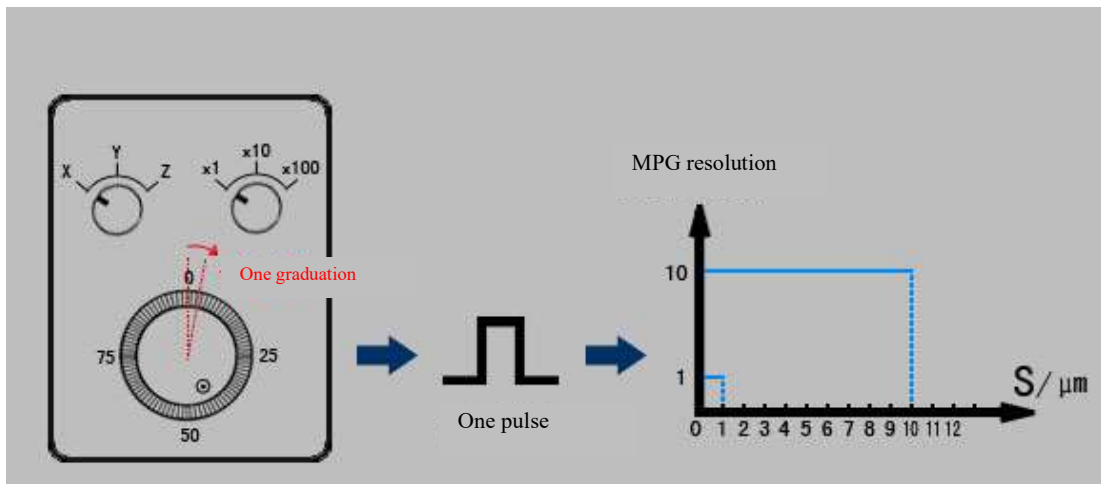 X Y Z
x1 x10 x100
One graduation
0
75
25
50
One pulse
MPG resolution
10
1
S/μm
0 1 2 3 4 5 6 7 8 9 10 11 12